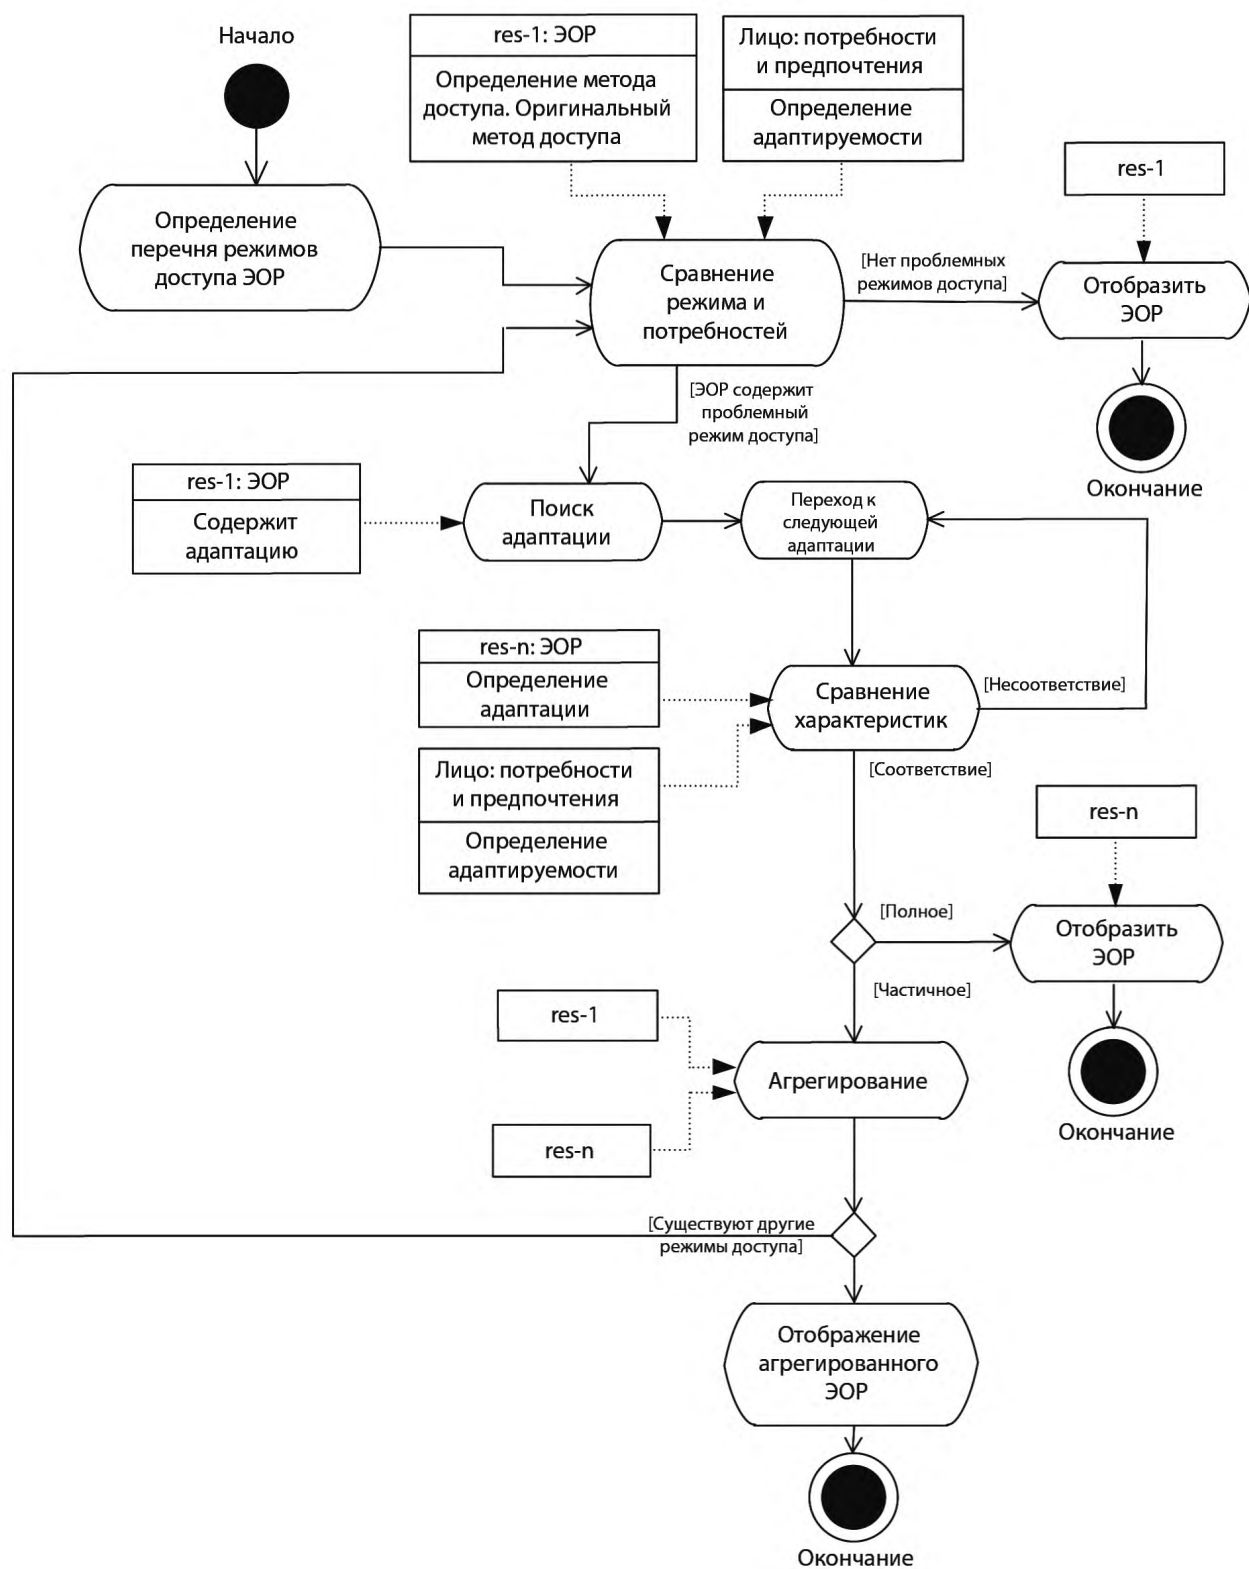 Начало
res-1: ЭОР
Определение метода
доступа. Оригинальный
метод доступа
Лицо: потребности
и предпочтения
Определение
адаптируемости
res-1
Определение
перечня режимов
доступа ЭОР
Сравнение
режима и
потребностей
[Нет проблемных
режимов доступа]
Отобразить
ЭОР
Окончание
[ЭОР содержит
проблемный
режим доступа]
res-1: ЭОР
Содержит
адаптацию
Поиск
адаптации
Переход к
следующей
адаптации
res-n: ЭОР
Определение
адаптации
Сравнение
характеристик
[Несоответствие]
Лицо: потребности
и предпочтения
Определение
адаптируемости
[Соответствие]
res-n
[Полное]
Отобразить
ЭОР
Окончание
[Частичное]
res-1
Агрегирование
res-n
[Существуют другие
режимы доступа]
Отображение
агрегированного
ЭОР
Окончание